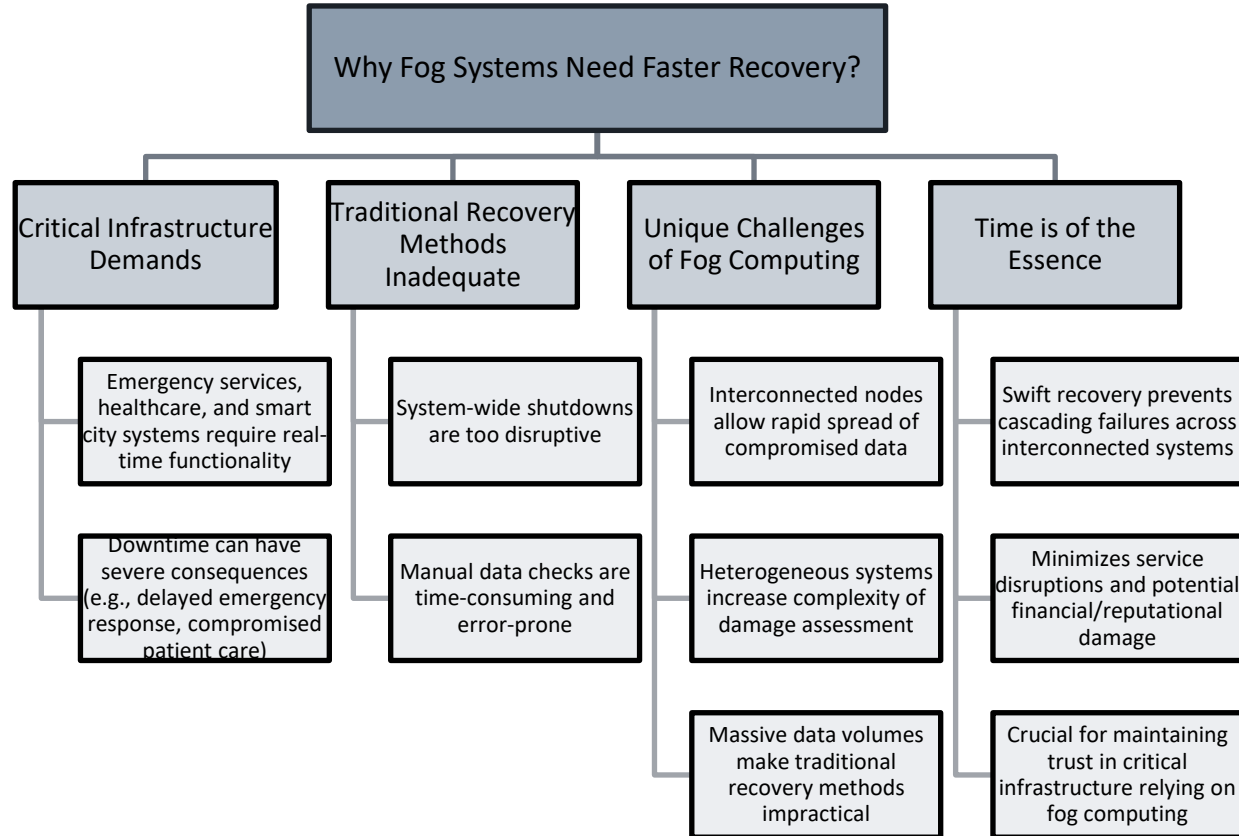 Why Fog Systems Need Faster Recovery?
Critical Infrastructure
Demands
Emergency services,
healthcare, and smart
city systems require real-
time functionality
Downtime can have
severe consequences
(e.g., delayed emergency
response, compromised
patient care)
Traditional Recovery
Methods
Inadequate
System-wide shutdowns
are too disruptive
Manual data checks are
time-consuming and
error-prone
Unique Challenges
of Fog Computing
Interconnected nodes
allow rapid spread of
compromised data
Heterogeneous systems
increase complexity of
damage assessment
Massive data volumes
make traditional
recovery methods
impractical
Time is of the
Essence
Swift recovery prevents
cascading failures across
interconnected systems
Minimizes service
disruptions and potential
financial/reputational
damage
Crucial for maintaining
trust in critical
infrastructure relying on
fog computing